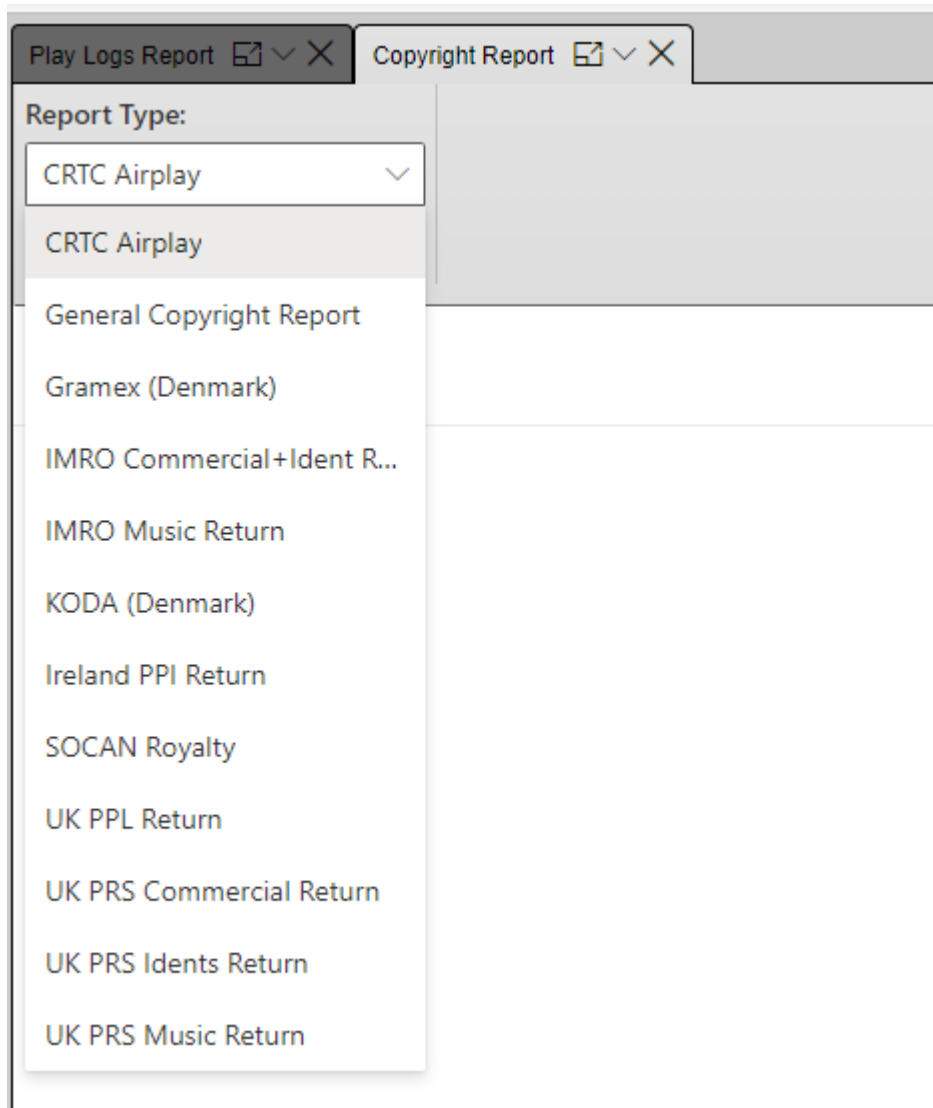 Play Logs Report
Copyright Report
Report Type:
CRTC Airplay
CRTC Airplay
General Copyright Report
Gramex (Denmark)
IMRO Commercial+Ident R...
IMRO Music Return
KODA (Denmark)
Ireland PPI Return
SOCAN Royalty
UK PPL Return
UK PRS Commercial Return
UK PRS Idents Return
UK PRS Music Return